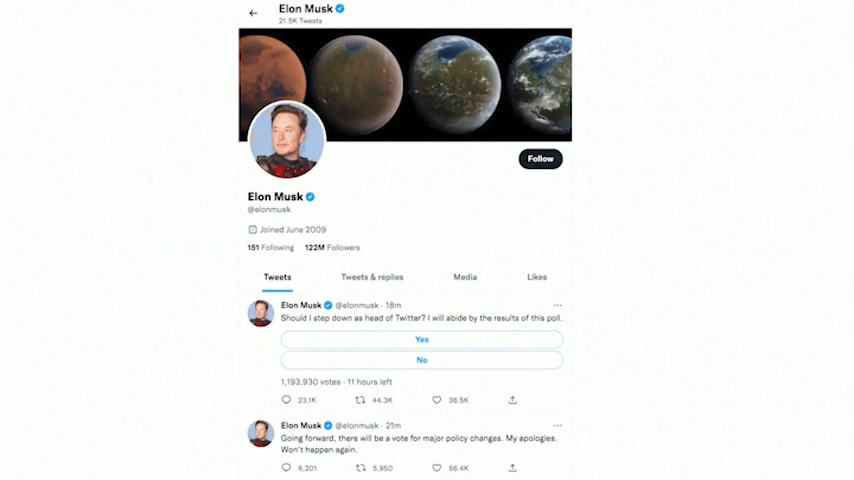 Elon Musk
21.5K Tweets
Follow
Elon Musk
@elonmusk
Joined June 2009
151 Following 122M Followers
Tweets Tweets & replies Media Likes
Elon Musk @elonmusk · 18m
Should I step down as head of Twitter? I will abide by the results of this poll.
Yes
No
1,193,930 votes · 11 hours left
23.1K 44.3K 36.5K
Elon Musk @elonmusk · 21m
Going forward, there will be a vote for major policy changes. My apologies.
Won't happen again.
6,201 5,950 56.4K